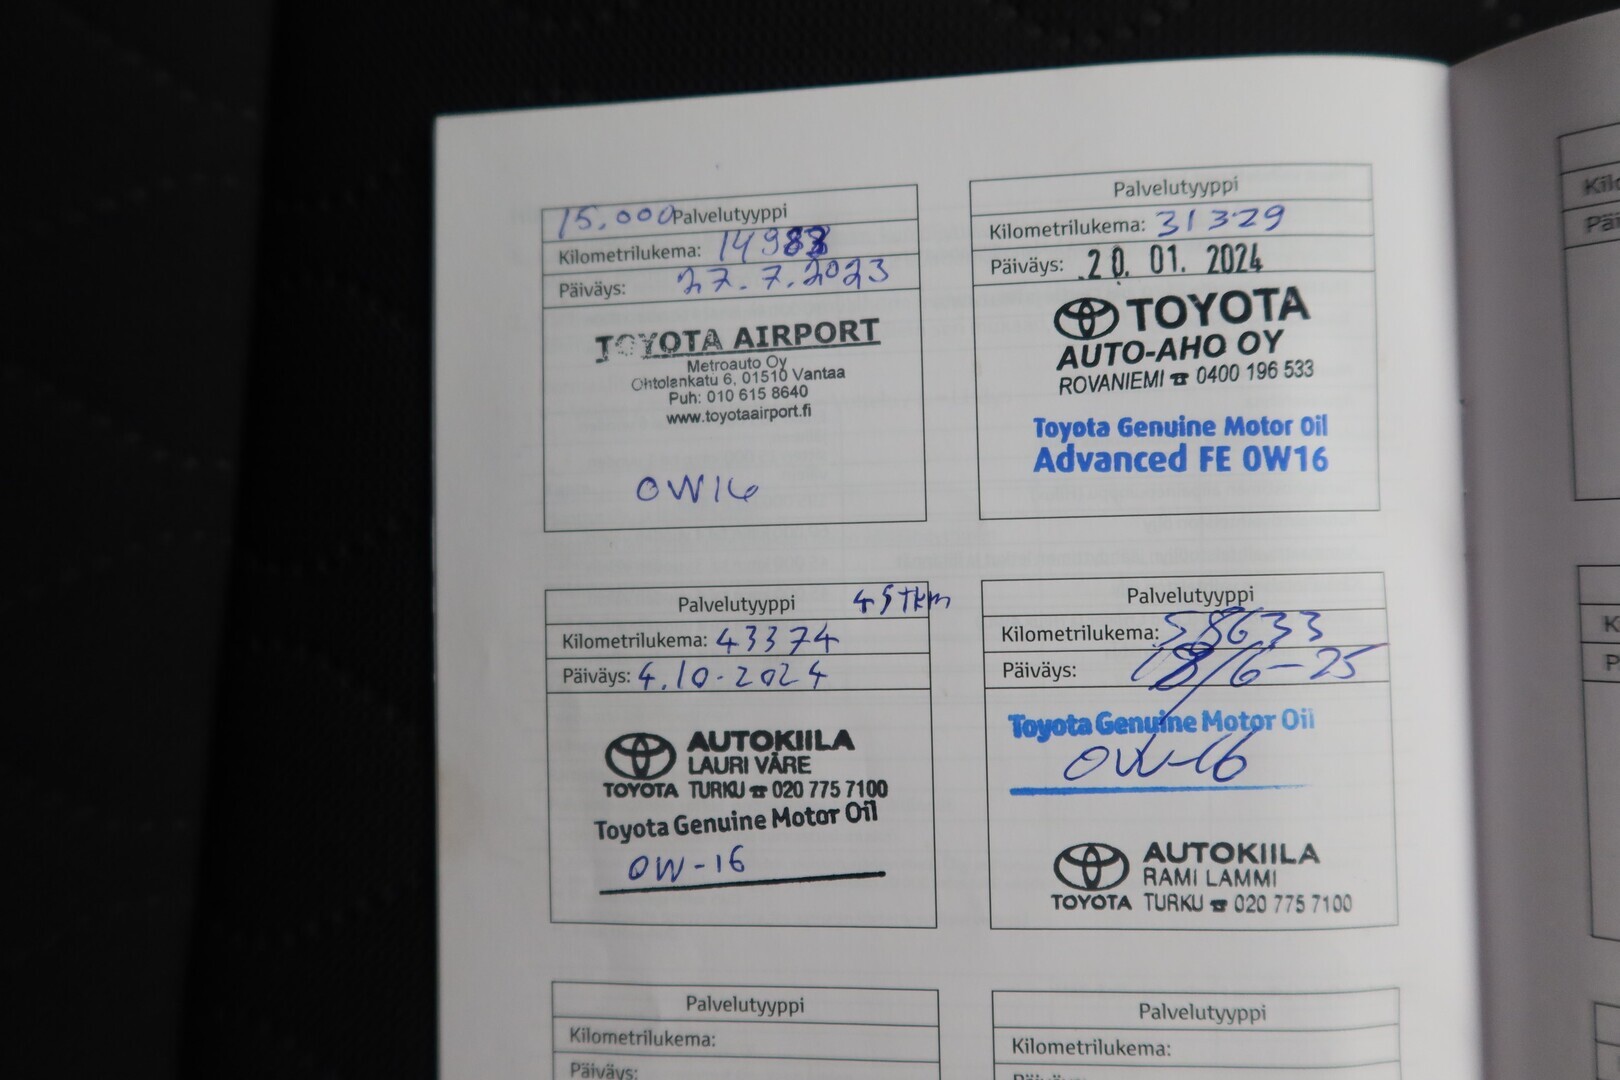 15.000 Palvelutyyppi
Kilometrilukema:
Päiväys: 27.7.2023
TOYOTA AIRPORT
Metroauto Oy
Ohtolankatu 6, 01510 Vantaa
Puh: 010 615 8640
www.toyotaairport.fi
0W16
Palvelutyyppi
Kilometrilukema: 31329
Päiväys: 20. 01. 2024
TOYOTA
AUTO-AHO OY
ROVANIEMI ☎ 0400 196 533
Toyota Genuine Motor Oil
Advanced FE 0W16
Palvelutyyppi 45Tkm
Kilometrilukema: 43374
Päiväys: 4.10.2024
AUTOKIILA
LAURI VÄRE
TOYOTA TURKU ☎ 020 775 7100
Toyota Genuine Motor Oil
0W-16
Palvelutyyppi
Kilometrilukema: 58633
Päiväys: 18/6-25
Toyota Genuine Motor Oil
0W-16
AUTOKIILA
RAMI LAMMI
TOYOTA TURKU ☎ 020 775 7100
Palvelutyyppi
Kilometrilukema:
Päiväys:
Palvelutyyppi
Kilometrilukema:
Päiväys: